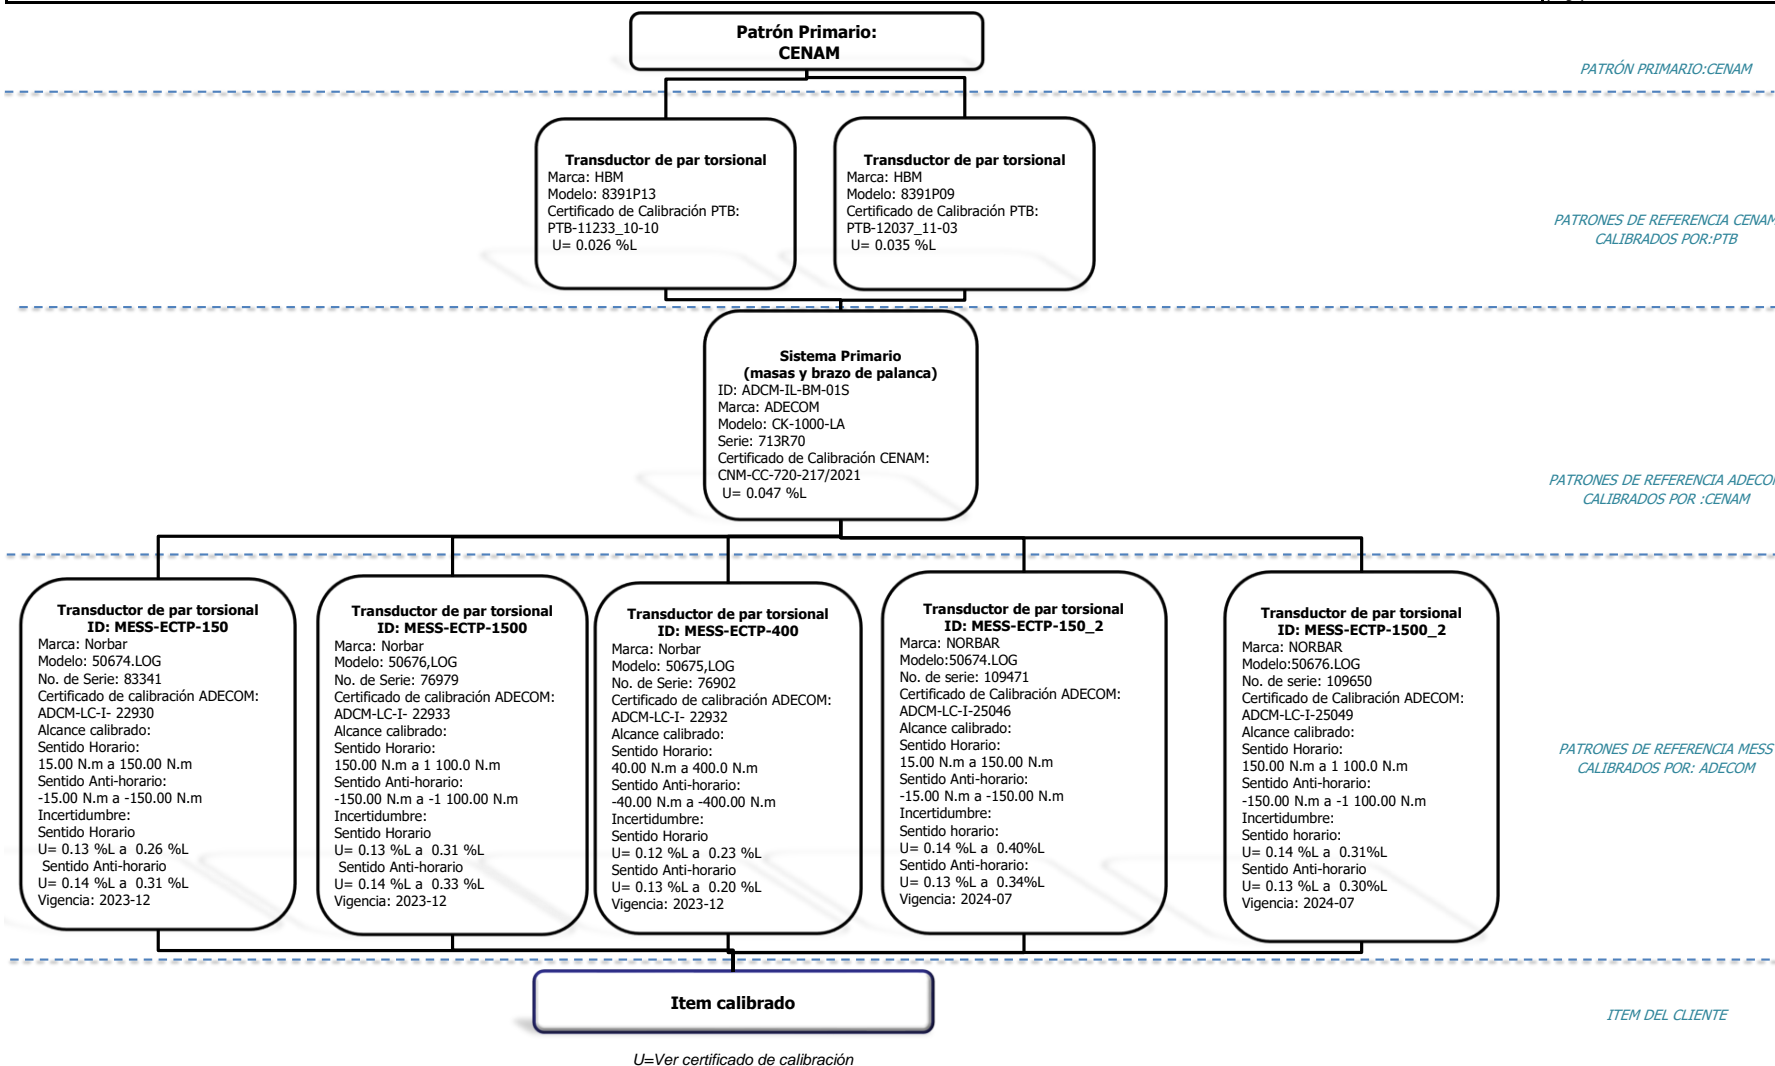 Patrón Primario:
CENAM
PATRÓN PRIMARIO:CENAM
Transductor de par torsional
Marca: HBM
Modelo: 8391P13
Certificado de Calibración PTB:
PTB-11233_10-10
U= 0.026 %L
Transductor de par torsional
Marca: HBM
Modelo: 8391P09
Certificado de Calibración PTB:
PTB-12037_11-03
U= 0.035 %L
PATRONES DE REFERENCIA CENAM
CALIBRADOS POR:PTB
Sistema Primario
(masas y brazo de palanca)
ID: ADCM-IL-BM-01S
Marca: ADECOM
Modelo: CK-1000-LA
Serie: 713R70
Certificado de Calibración CENAM:
CNM-CC-720-217/2021
U= 0.047 %L
PATRONES DE REFERENCIA ADECOM
CALIBRADOS POR :CENAM
Transductor de par torsional
ID: MESS-ECTP-150
Marca: Norbar
Modelo: 50674.LOG
No. de Serie: 83341
Certificado de calibración ADECOM:
ADCM-LC-I- 22930
Alcance calibrado:
Sentido Horario:
15.00 N.m a 150.00 N.m
Sentido Anti-horario:
-15.00 N.m a -150.00 N.m
Incertidumbre:
Sentido Horario
U= 0.13 %L a 0.26 %L
Sentido Anti-horario
U= 0.14 %L a 0.31 %L
Vigencia: 2023-12
Transductor de par torsional
ID: MESS-ECTP-1500
Marca: Norbar
Modelo: 50676,LOG
No. de Serie: 76979
Certificado de calibración ADECOM:
ADCM-LC-I- 22933
Alcance calibrado:
Sentido Horario:
150.00 N.m a 1 100.0 N.m
Sentido Anti-horario:
-150.00 N.m a -1 100.00 N.m
Incertidumbre:
Sentido Horario
U= 0.13 %L a 0.31 %L
Sentido Anti-horario
U= 0.14 %L a 0.33 %L
Vigencia: 2023-12
Transductor de par torsional
ID: MESS-ECTP-400
Marca: Norbar
Modelo: 50675,LOG
No. de Serie: 76902
Certificado de calibración ADECOM:
ADCM-LC-I- 22932
Alcance calibrado:
Sentido Horario:
40.00 N.m a 400.0 N.m
Sentido Anti-horario:
-40.00 N.m a -400.00 N.m
Incertidumbre:
Sentido Horario
U= 0.12 %L a 0.23 %L
Sentido Anti-horario
U= 0.13 %L a 0.20 %L
Vigencia: 2023-12
Transductor de par torsional
ID: MESS-ECTP-150_2
Marca: NORBAR
Modelo:50674.LOG
No. de serie: 109471
Certificado de Calibración ADECOM:
ADCM-LC-I-25046
Alcance calibrado:
Sentido Horario:
15.00 N.m a 150.00 N.m
Sentido Anti-horario:
-15.00 N.m a -150.00 N.m
Incertidumbre:
Sentido horario:
U= 0.14 %L a 0.40%L
Sentido Anti-horario:
U= 0.13 %L a 0.34%L
Vigencia: 2024-07
Transductor de par torsional
ID: MESS-ECTP-1500_2
Marca: NORBAR
Modelo:50676.LOG
No. de serie: 109650
Certificado de Calibración ADECOM:
ADCM-LC-I-25049
Alcance calibrado:
Sentido Horario:
150.00 N.m a 1 100.0 N.m
Sentido Anti-horario:
-150.00 N.m a -1 100.00 N.m
Incertidumbre:
Sentido horario:
U= 0.14 %L a 0.31%L
Sentido Anti-horario
U= 0.13 %L a 0.30%L
Vigencia: 2024-07
PATRONES DE REFERENCIA MESS
CALIBRADOS POR: ADECOM
Item calibrado
ITEM DEL CLIENTE
U=Ver certificado de calibración